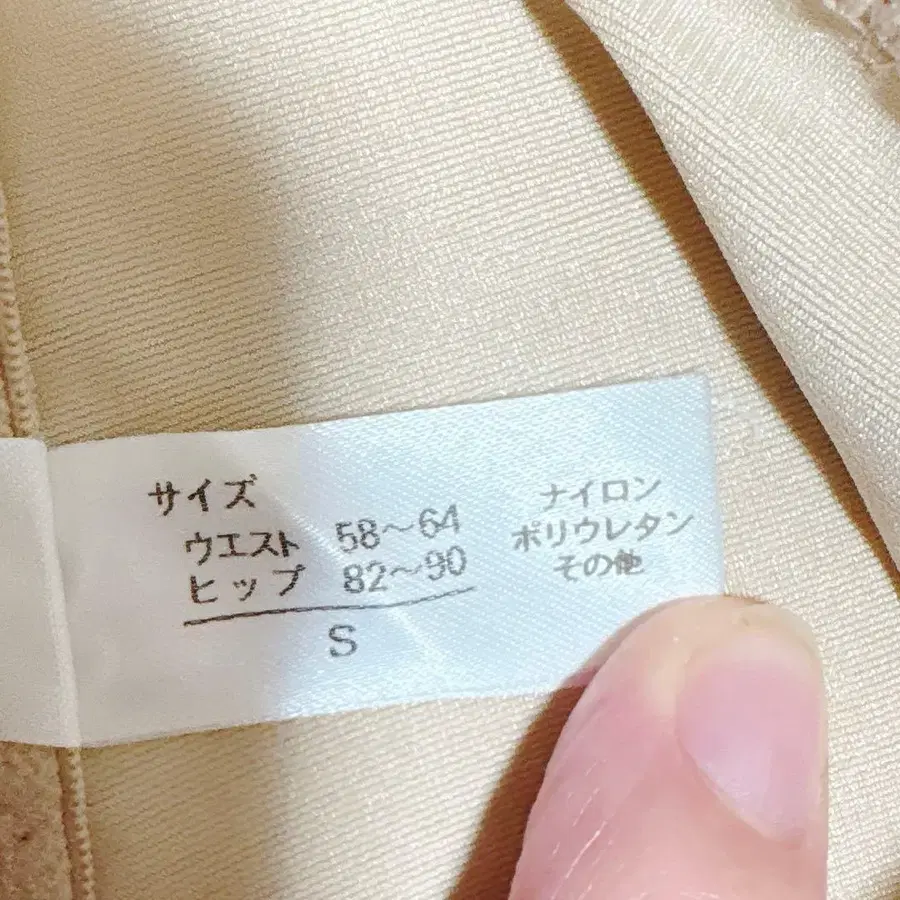 サイズ
ウエスト 58～64
ヒップ 82～90
S
ナイロン
ポリウレタン
その他